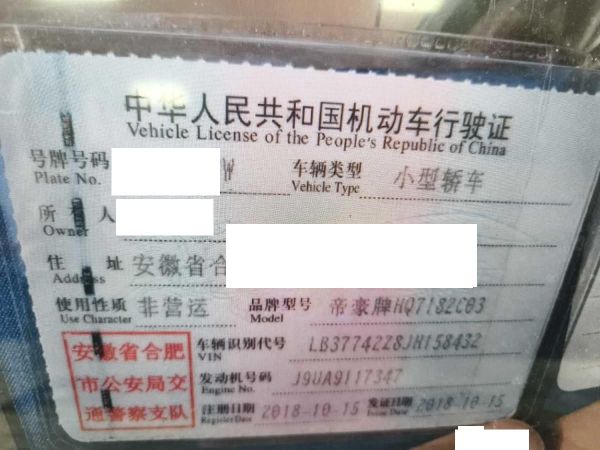 中华人民共和国机动车行驶证
Vehicle License of the People's Republic of China
号牌号码 W 车辆类型 小型轿车
Plate No. Vehicle Type
所有人
Owner
住址 安徽省合
Address
使用性质 非营运 品牌型号 帝豪牌HQ7182C03
Use Character Model
安徽省合肥 车辆识别代号 LB37742Z8JH158432
VIN
市公安局交 发动机号码 J9UA9117347
Engine No.
通警察支队 注册日期 2018-10-15 发证日期 2018-10-15
Register Date Issue Date